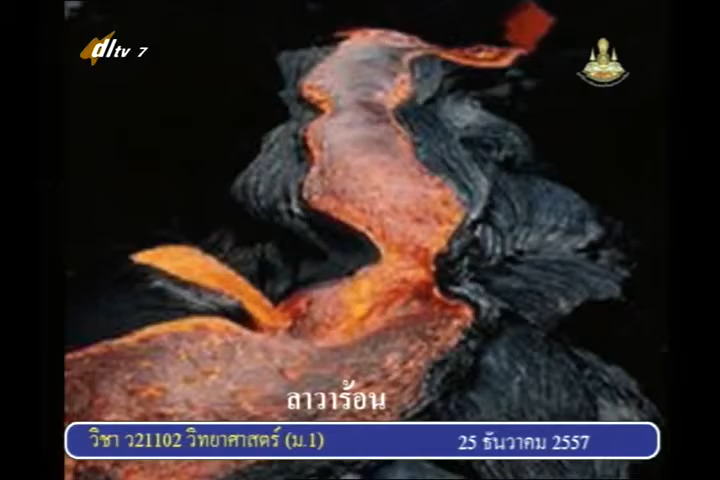 dltv 7
ลาวาร้อน
วิชา ว21102 วิทยาศาสตร์ (ม.1)
25 ธันวาคม 2557